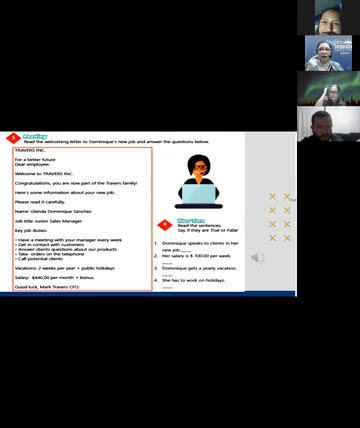 5 Reading
Read the welcoming letter to Dominique's new job and answer the questions below.
TRAVERS INC.
For a better future
Dear employee:
Welcome to TRAVERS INC.
Congratulations, you are now part of the Travers family!
Here's some information about your new job.
Please read it carefully.
Name: Glenda Dominique Sánchez
Job title: Junior Sales Manager
Key job duties:
• Have a meeting with your manager every week
• Get in contact with customers
• Answer clients questions about our products
• Take orders on the telephone
• Call potential clients
Vacations: 2 weeks per year + public holidays
Salary: $440,00 per month + bonus
Good luck, Mark Travers CFO.
6 Your turn
Read the sentences.
Say if they are True or False
1. Dominique speaks to clients in her
new job.____
2. Her salary is $ 100.00 per week.
____
3. Dominique gets a yearly vacation.
____
4. She has to work on holidays.
____